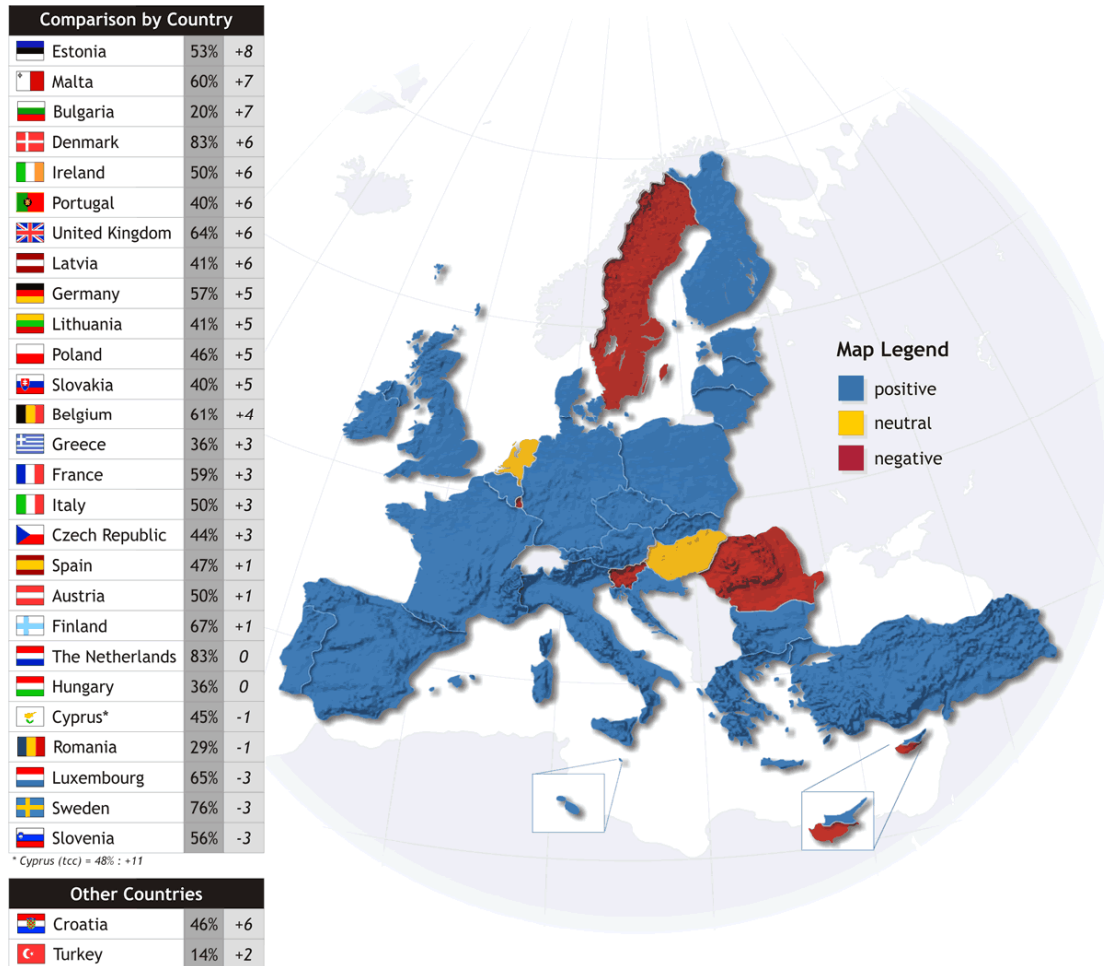 Comparison by Country
Estonia 53% +8
Malta 60% +7
Bulgaria 20% +7
Denmark 83% +6
Ireland 50% +6
Portugal 40% +6
United Kingdom 64% +6
Latvia 41% +6
Germany 57% +5
Lithuania 41% +5
Poland 46% +5
Slovakia 40% +5
Belgium 61% +4
Greece 36% +3
France 59% +3
Italy 50% +3
Czech Republic 44% +3
Spain 47% +1
Austria 50% +1
Finland 67% +1
The Netherlands 83% 0
Hungary 36% 0
Cyprus* 45% -1
Romania 29% -1
Luxembourg 65% -3
Sweden 76% -3
Slovenia 56% -3
* Cyprus (tcc) = 48% : +11
Other Countries
Croatia 46% +6
Turkey 14% +2
Map Legend
positive
neutral
negative